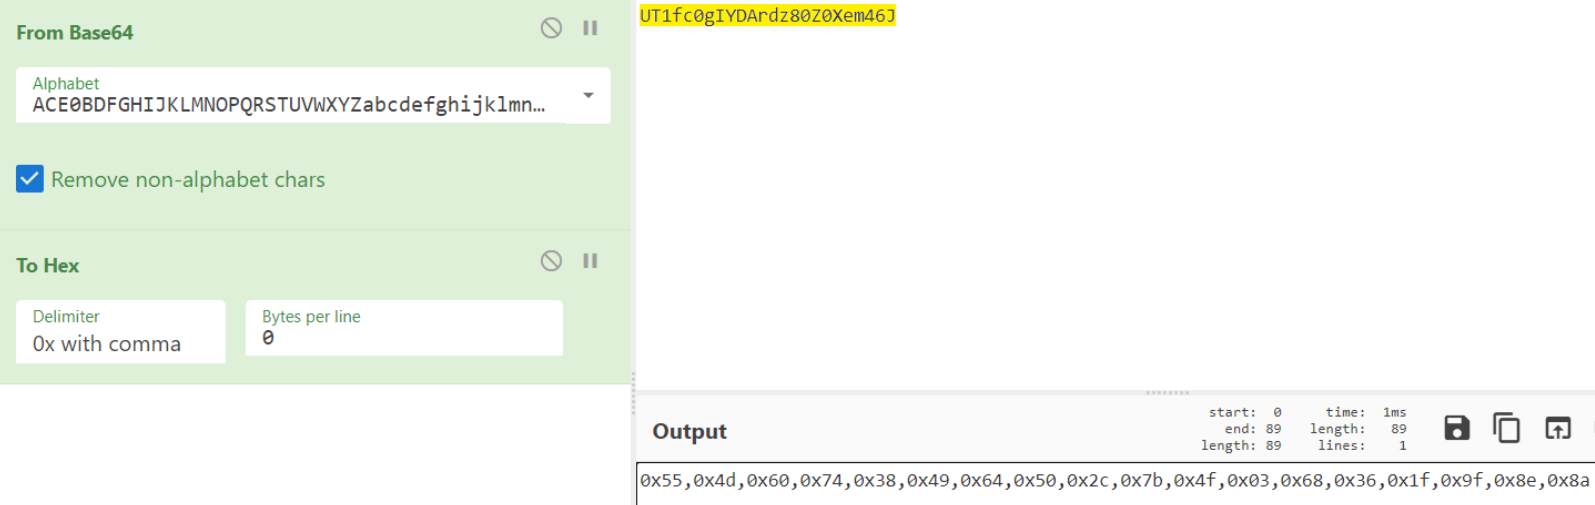 From Base64
Alphabet
ACE0BDFGHIJKLMNOPQRSTUVWXYZabcdefghijklmn…
Remove non-alphabet chars
To Hex
Delimiter
0x with comma
Bytes per line
0
UT1fc0gIYDArdz80Z0Xem46J
Output
start: 0 time: 1ms
end: 89 length: 89
length: 89 lines: 1
0x55,0x4d,0x60,0x74,0x38,0x49,0x64,0x50,0x2c,0x7b,0x4f,0x03,0x68,0x36,0x1f,0x9f,0x8e,0x8a